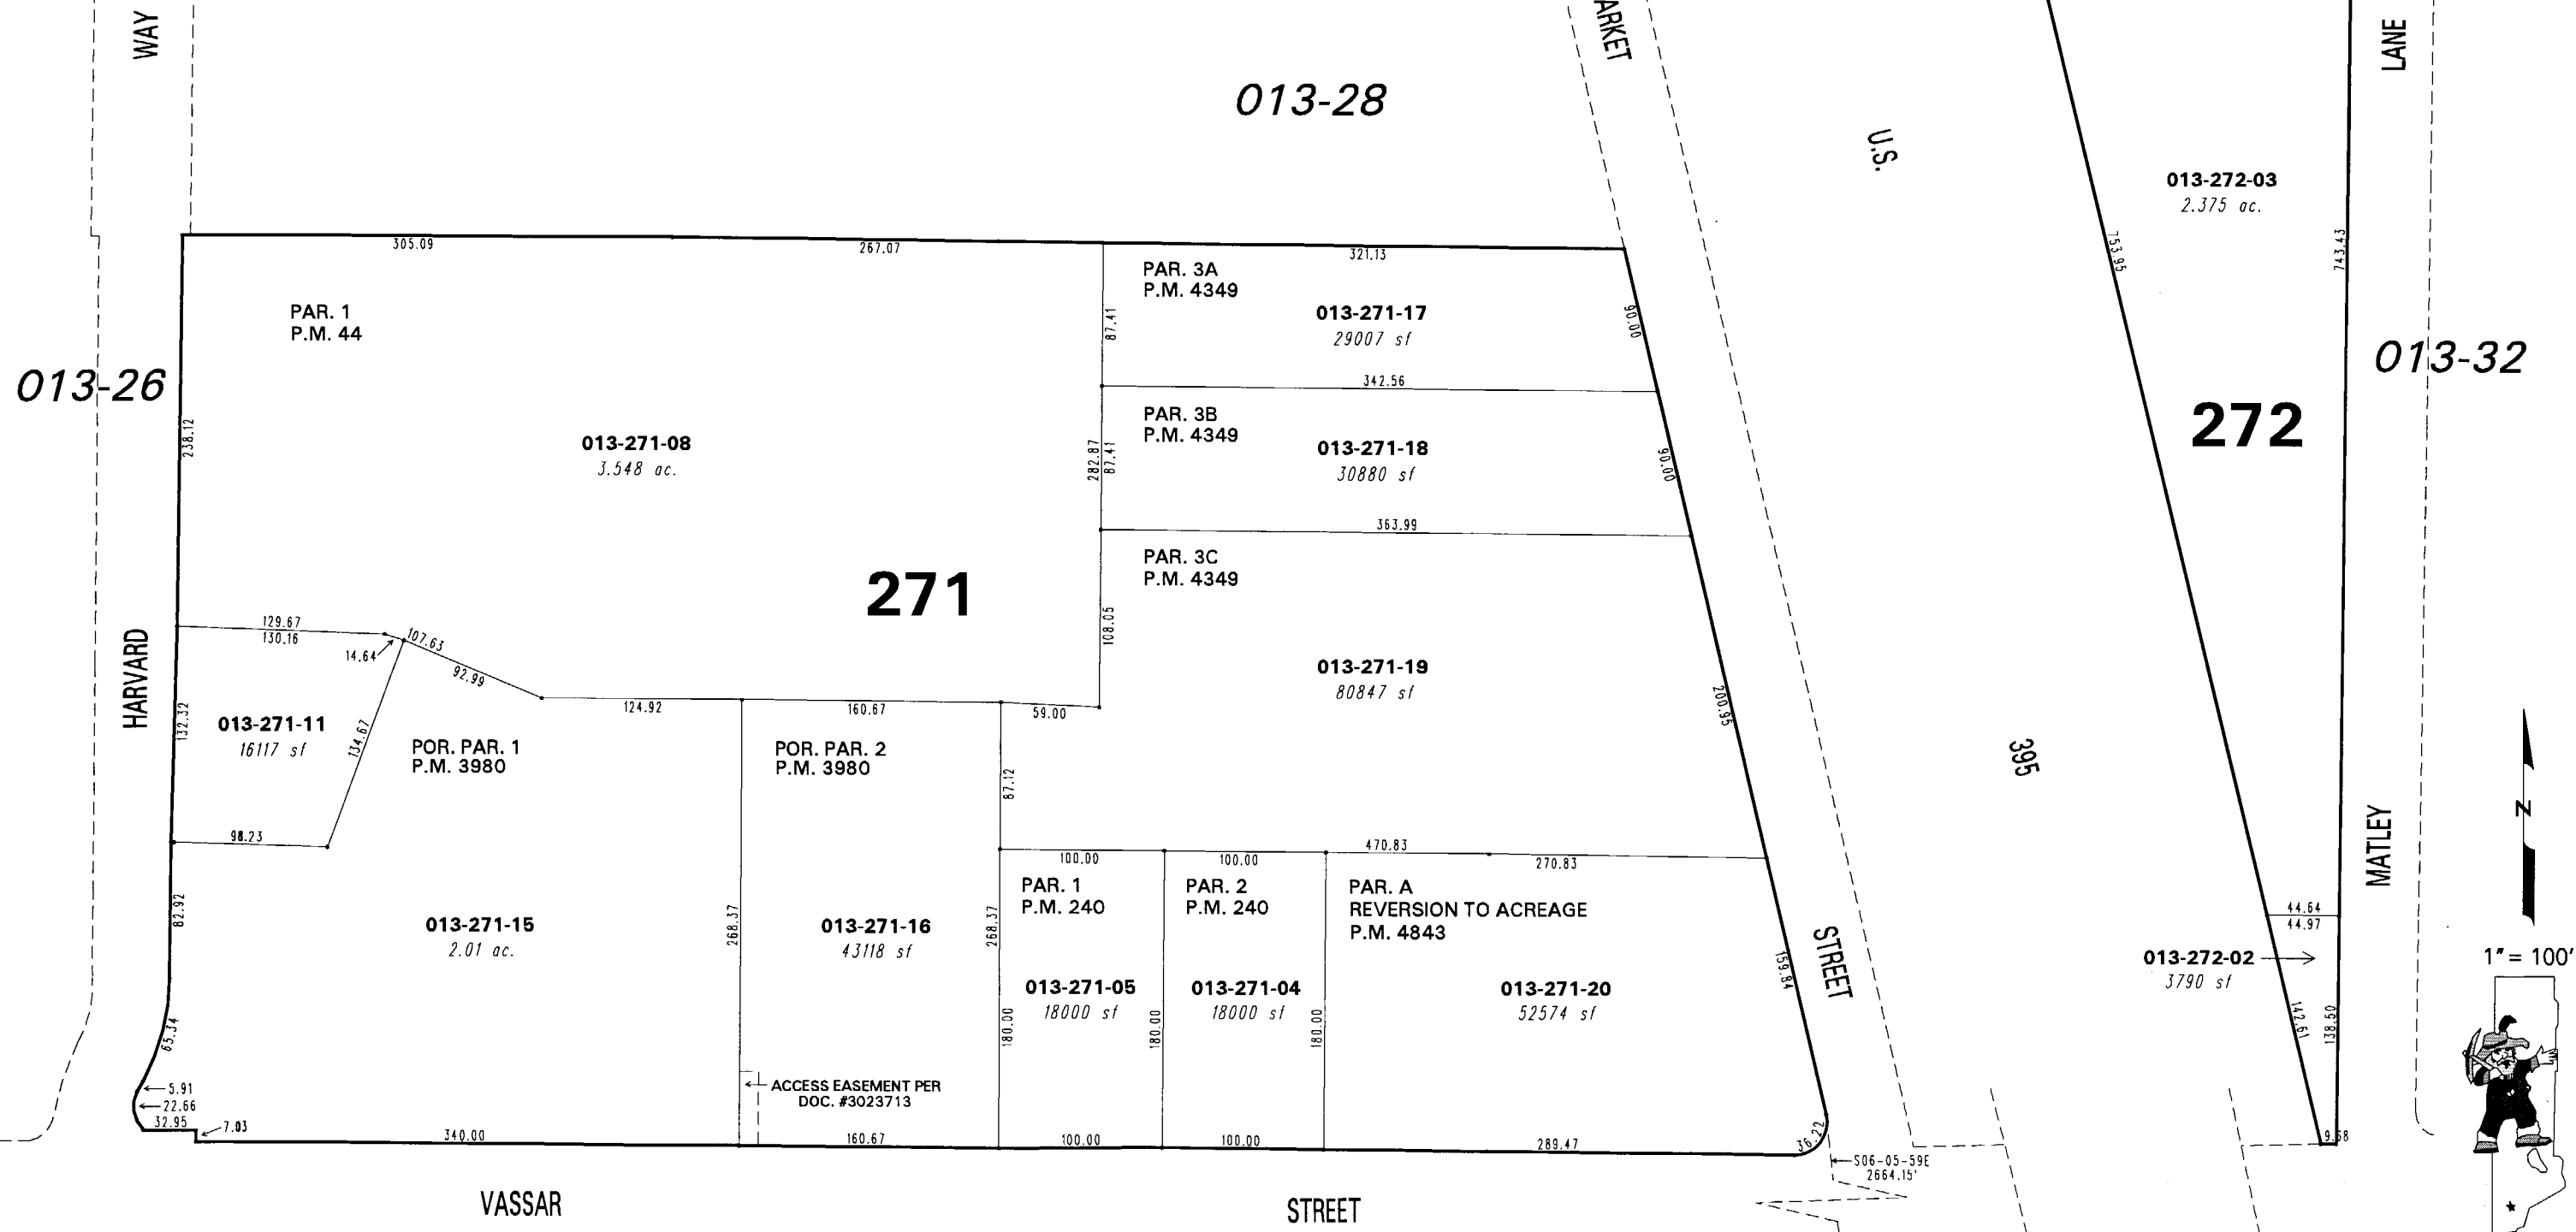 WAY
ARKET
LANE
013-28
U.S.
013-272-03
2.375 ac.
305.09
267.07
321.13
753.95
743.43
PAR. 1
P.M. 44
PAR. 3A
P.M. 4349
87.41
013-271-17
29007 sf
90.00
013-26
238.12
013-271-08
3.548 ac.
342.56
PAR. 3B
P.M. 4349
282.87
87.41
013-271-18
30880 sf
90.00
013-32
272
363.99
PAR. 3C
P.M. 4349
271
108.05
013-271-19
80847 sf
200.95
HARVARD
129.67
130.16
14.64
107.63
92.99
124.92
160.67
59.00
132.32
013-271-11
16117 sf
134.67
POR. PAR. 1
P.M. 3980
POR. PAR. 2
P.M. 3980
87.12
395
N
MATLEY
98.23
100.00
100.00
470.83
270.83
82.92
013-271-15
2.01 ac.
268.37
013-271-16
43118 sf
268.37
PAR. 1
P.M. 240
PAR. 2
P.M. 240
PAR. A
REVERSION TO ACREAGE
P.M. 4843
013-271-05
18000 sf
013-271-04
18000 sf
013-271-20
52574 sf
159.84
STREET
44.64
44.97
013-272-02
3790 sf
1" = 100'
142.61
138.50
65.34
180.00
180.00
180.00
5.91
22.66
32.95
7.03
ACCESS EASEMENT PER
DOC. #3023713
340.00
160.67
100.00
100.00
289.47
36.22
9.58
S06-05-59E
2664.15'
VASSAR
STREET